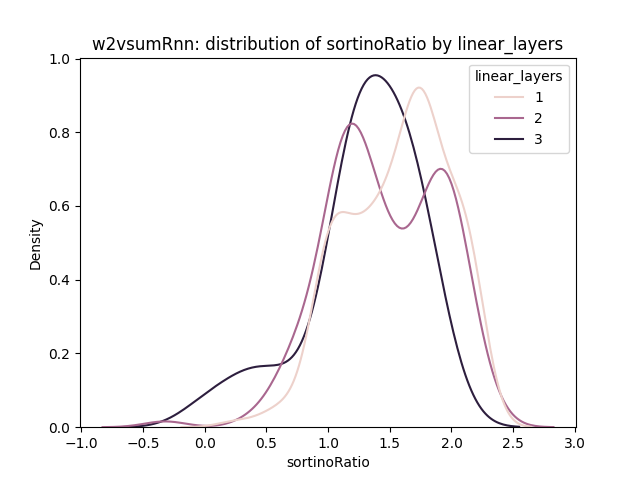 w2vsumRnn: distribution of sortinoRatio by linear_layers
linear_layers
1
2
3
Density
1.0
0.8
0.6
0.4
0.2
0.0
−1.0 −0.5 0.0 0.5 1.0 1.5 2.0 2.5 3.0
sortinoRatio